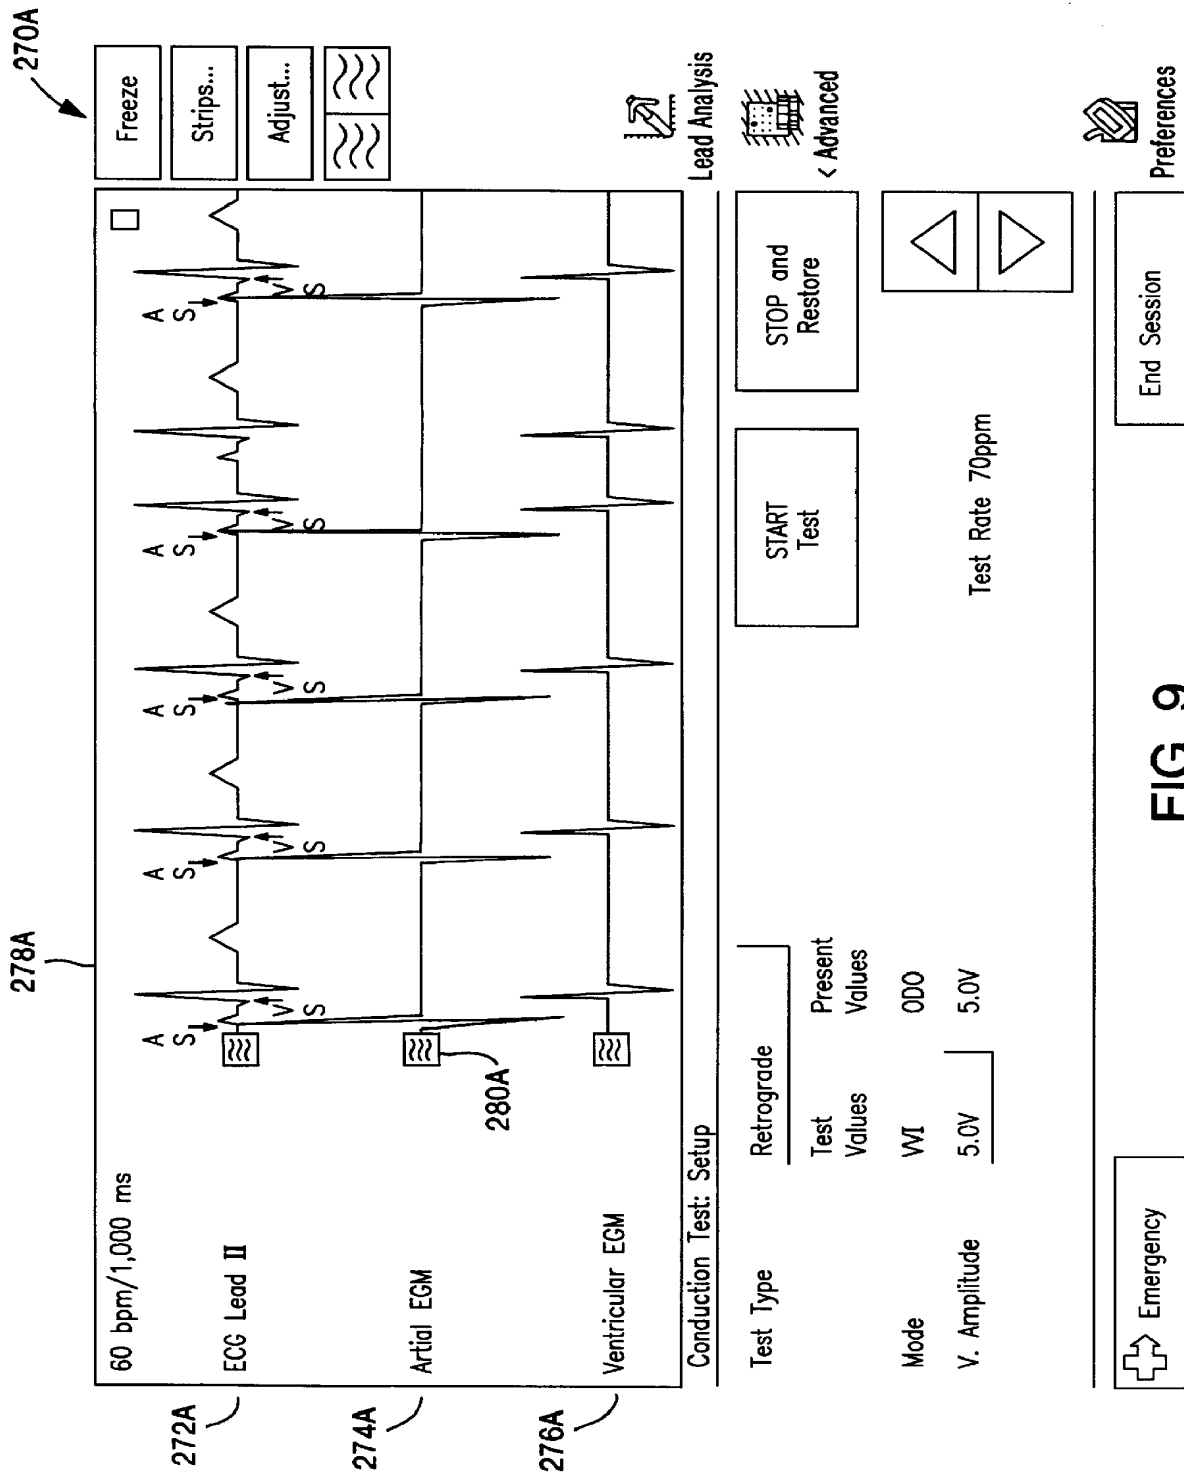 270A
278A
60 bpm/1,000 ms
Freeze
Strips...
Adjust...
A A A A A
S S S S S
272A
ECG Lead II
V V V V V
S S S S S
274A
Artial EGM
280A
276A
Ventricular EGM
Conduction Test: Setup
Lead Analysis
Test Type
Retrograde
START
Test
STOP and
Restore
< Advanced
Test
Values
Present
Values
Mode
VVI
ODO
V. Amplitude
5.0V
5.0V
Test Rate 70ppm
Emergency
End Session
Preferences
FIG. 9